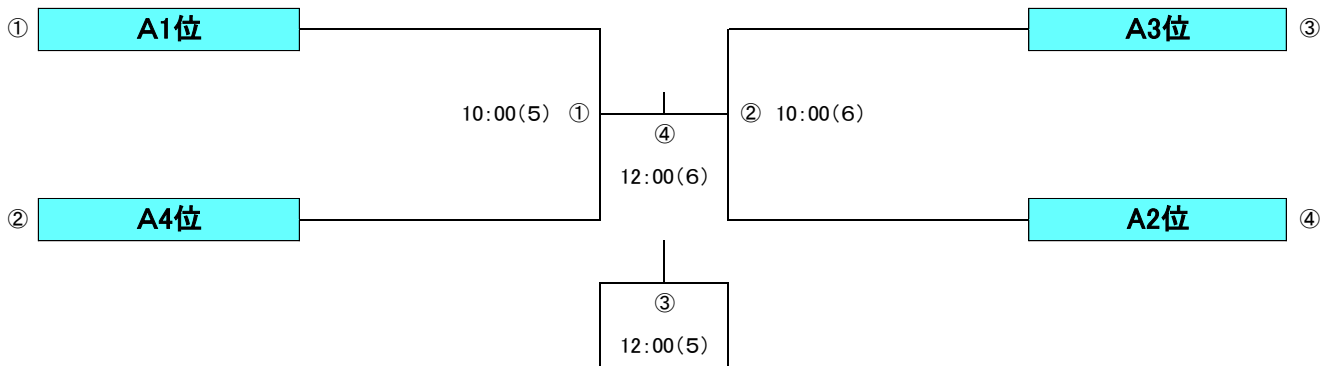 ① A1位 A3位 ③
10:00(5) ① ② 10:00(6)
④
12:00(6)
② A4位 A2位 ④
③
12:00(5)